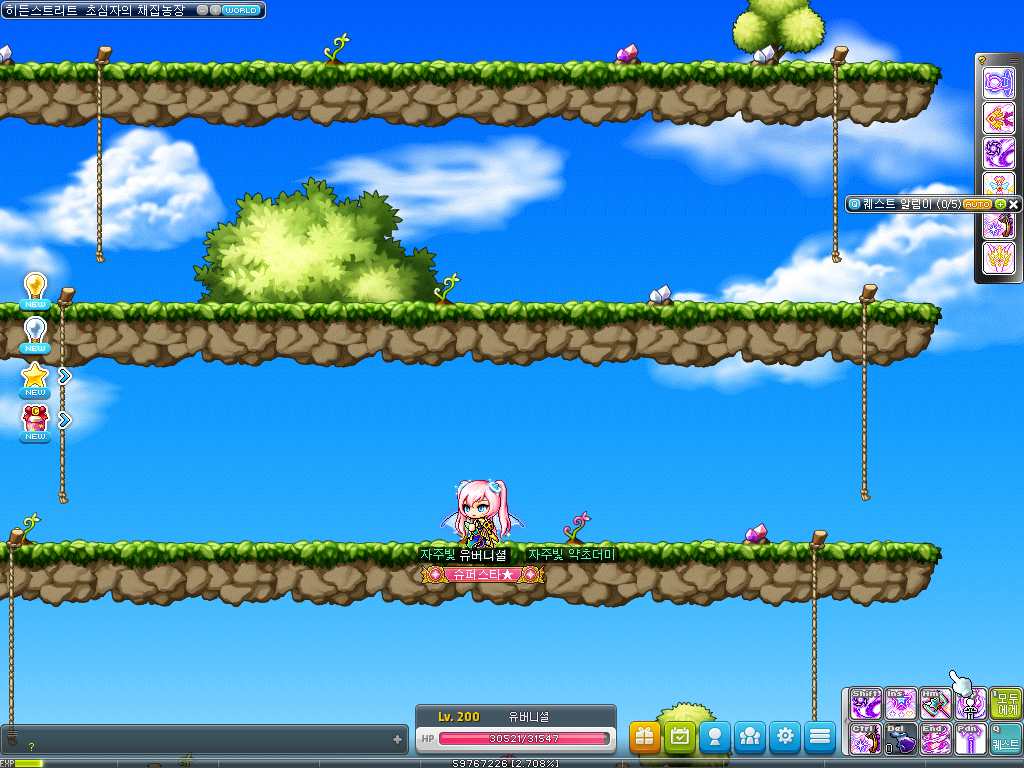 히든스트리트 초심자의 채집농장 WORLD
퀘스트 알림이 (0/5) AUTO
NEW
NEW
NEW
NEW
자주빛 유버니셜 자주빛 약초더미
슈퍼스타★
Shift Ins Hm 1 모두에게
Ctrl Del End Pdn Q 퀘스트
0
Lv. 200 유버니셜
HP 30521/31547
?
EXP 59767226 [2.708%]